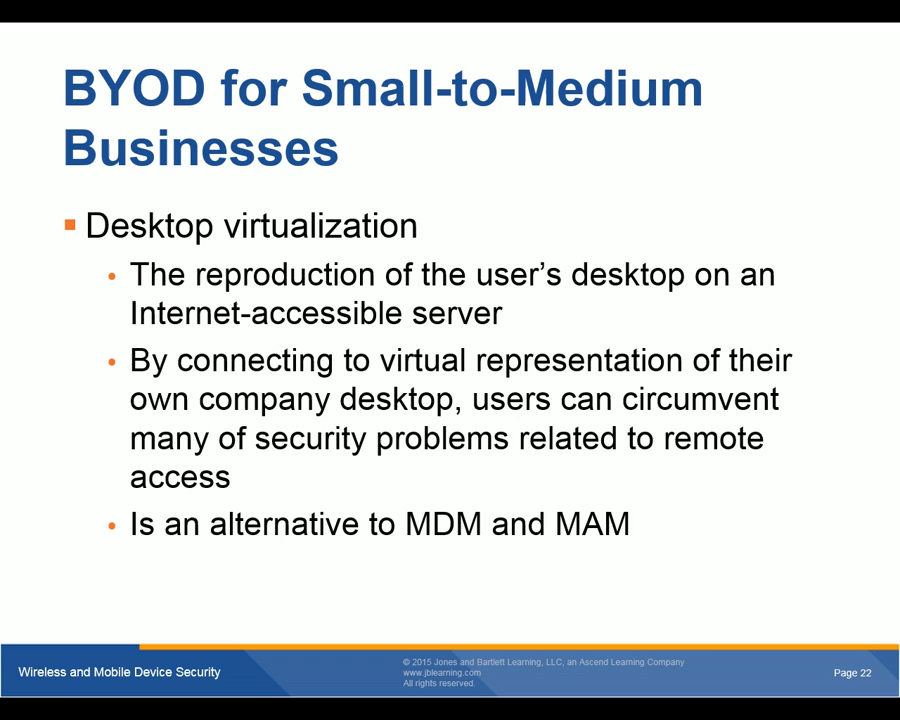 BYOD for Small-to-Medium
Businesses
Desktop virtualization
The reproduction of the user’s desktop on an
Internet-accessible server
By connecting to virtual representation of their
own company desktop, users can circumvent
many of security problems related to remote
access
Is an alternative to MDM and MAM
Wireless and Mobile Device Security
© 2015 Jones and Bartlett Learning, LLC, an Ascend Learning Company
www.jblearning.com
All rights reserved.
Page 22